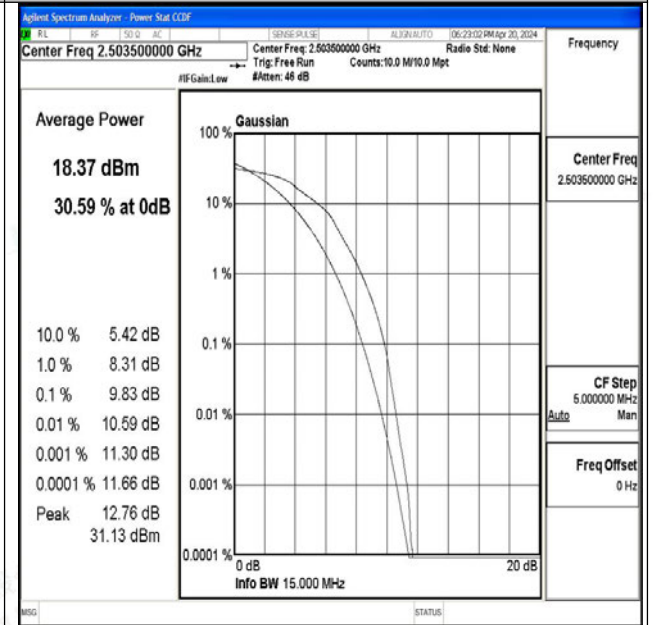 Agilent Spectrum Analyzer - Power Stat CCDF
RL RF 50 Ω AC SENSE:PULSE ALIGN AUTO 06:23:02 PM Apr 20, 2024
Center Freq 2.503500000 GHz
Center Freq: 2.503500000 GHz Radio Std: None
Trig: Free Run Counts:10.0 M/10.0 Mpt
#IFGain:Low #Atten: 46 dB
Frequency
Average Power
18.37 dBm
30.59 % at 0dB
10.0 % 5.42 dB
1.0 % 8.31 dB
0.1 % 9.83 dB
0.01 % 10.59 dB
0.001 % 11.30 dB
0.0001 % 11.66 dB
Peak 12.76 dB
31.13 dBm
Gaussian
100 %
10 %
1 %
0.1 %
0.01 %
0.001 %
0.0001 %
0 dB 20 dB
Info BW 15.000 MHz
Center Freq
2.503500000 GHz
CF Step
5.000000 MHz
Auto Man
Freq Offset
0 Hz
MSG STATUS